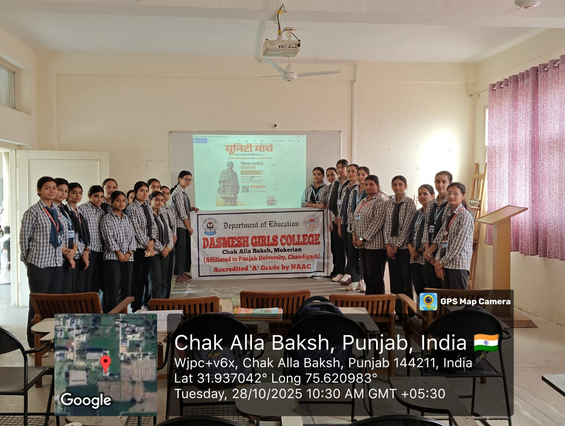 यूनिटी मार्च
Department of Education
DASMESH GIRLS COLLEGE
Chak Alla Baksh, Mukerian
(Affiliated to Panjab University, Chandigarh)
Accredited 'A' Grade by NAAC
GPS Map Camera
Chak Alla Baksh, Punjab, India
Wjpc+v6x, Chak Alla Baksh, Punjab 144211, India
Lat 31.937042° Long 75.620983°
Tuesday, 28/10/2025 10:30 AM GMT +05:30
Google